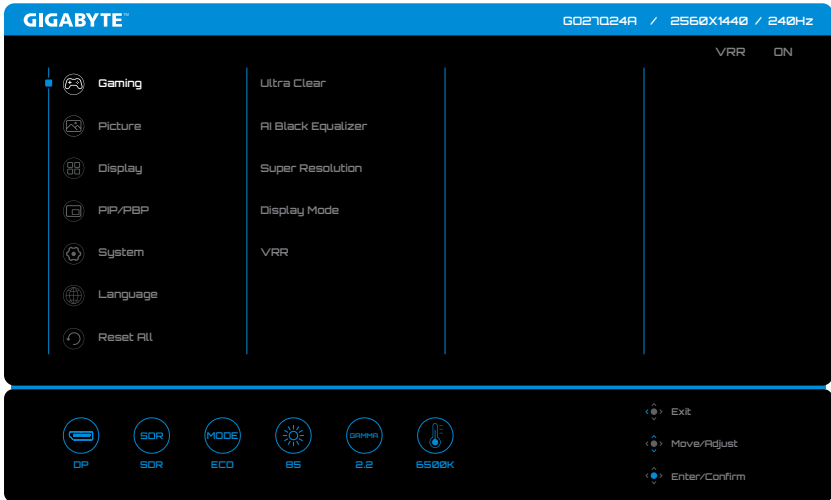 GIGABYTE™
GO27Q24A / 2560X1440 / 240Hz
VRR ON
Gaming
Picture
Display
PIP/PBP
System
Language
Reset All
Ultra Clear
AI Black Equalizer
Super Resolution
Display Mode
VRR
SDR
MODE
GAMMA
DP
SDR
ECO
85
2.2
6500K
Exit
Move/Adjust
Enter/Confirm